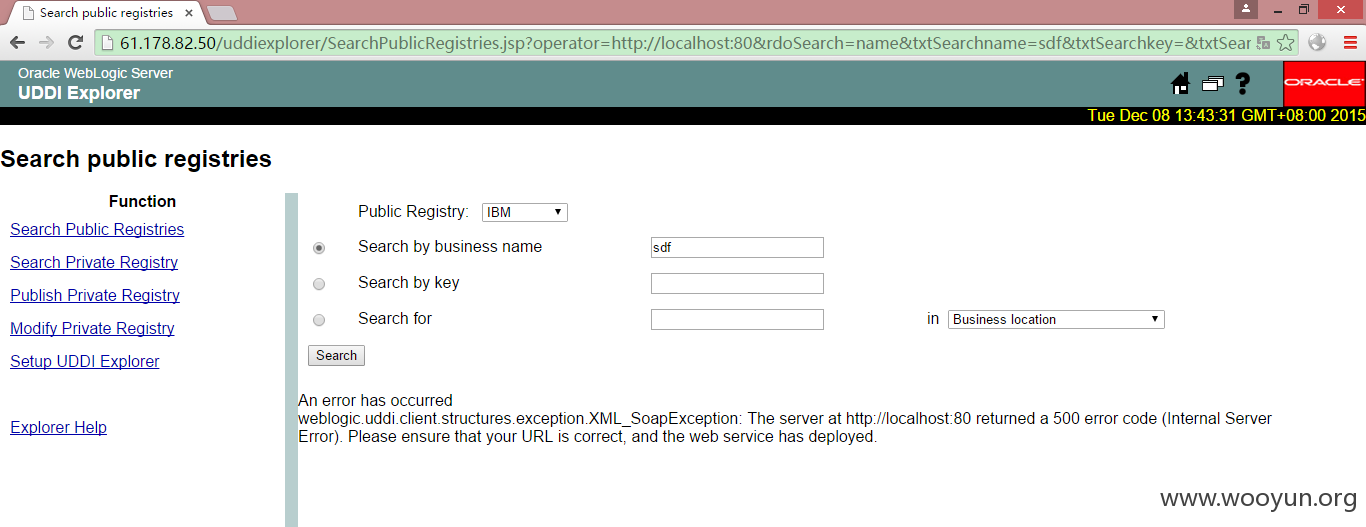 Search public registries
61.178.82.50/uddiexplorer/SearchPublicRegistries.jsp?operator=http://localhost:80&rdoSearch=name&txtSearchname=sdf&txtSearchkey=&txtSear
Oracle WebLogic Server
UDDI Explorer
ORACLE
Tue Dec 08 13:43:31 GMT+08:00 2015
Search public registries
Function
Search Public Registries
Search Private Registry
Publish Private Registry
Modify Private Registry
Setup UDDI Explorer
Explorer Help
Public Registry: IBM
Search by business name sdf
Search by key
Search for in Business location
Search
An error has occurred
weblogic.uddi.client.structures.exception.XML_SoapException: The server at http://localhost:80 returned a 500 error code (Internal Server
Error). Please ensure that your URL is correct, and the web service has deployed.
www.wooyun.org